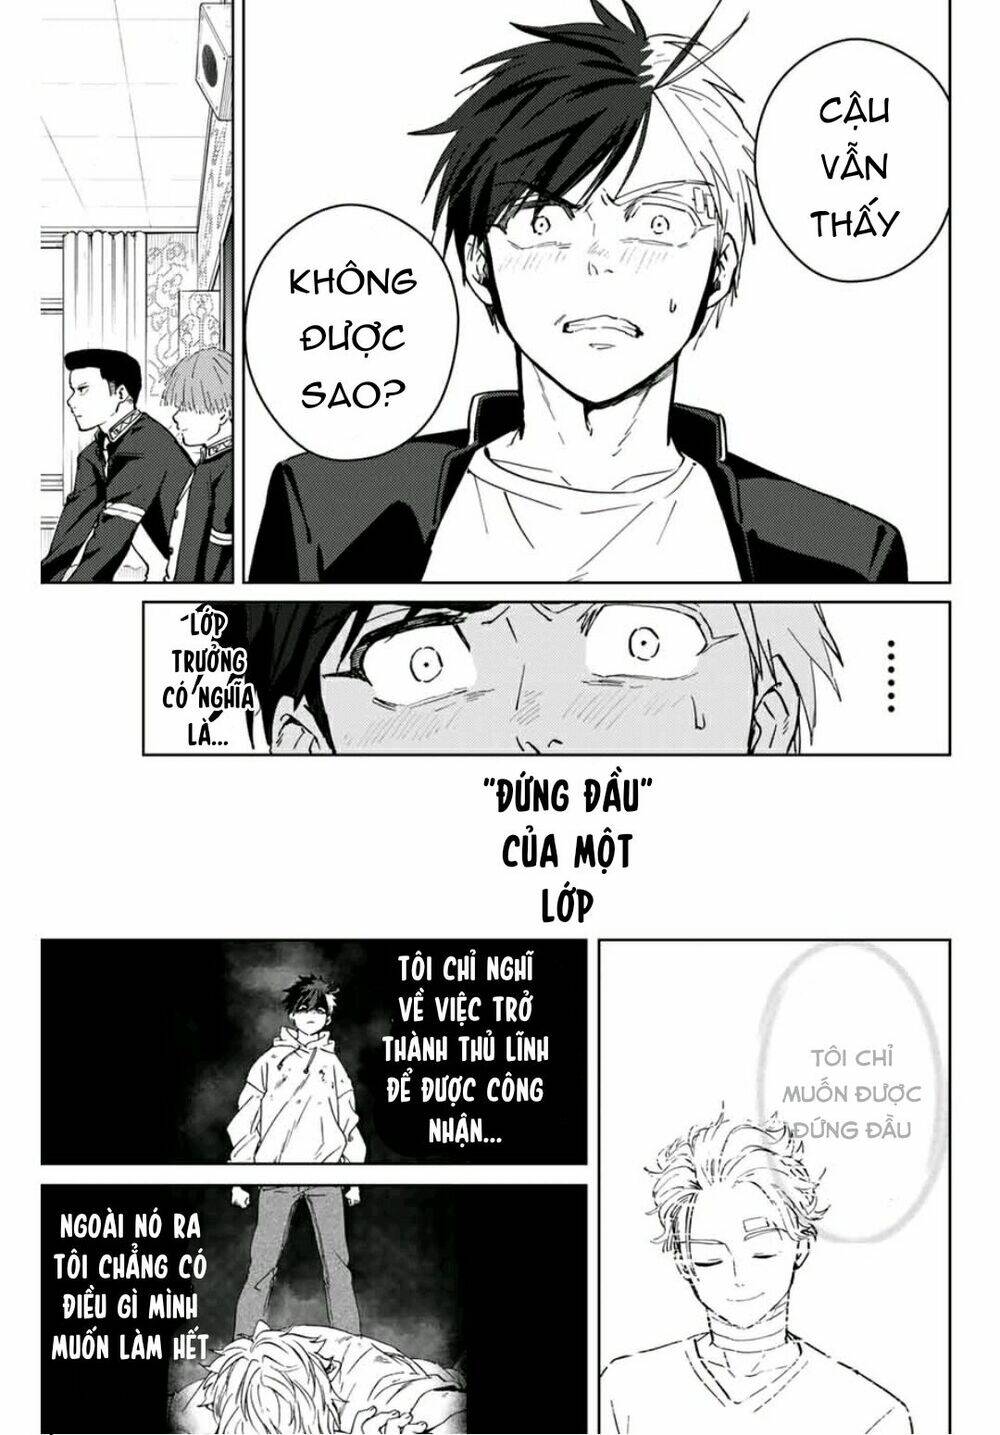 CẬU
VẪN
THẤY
KHÔNG
ĐƯỢC
SAO?
.......
LỚP
TRƯỞNG
CÓ NGHĨA
LÀ...
"ĐỨNG ĐẦU"
CỦA MỘT
LỚP
TÔI CHỈ
MUỐN ĐƯỢC
ĐỨNG ĐẦU
TÔI CHỈ NGHĨ
VỀ VIỆC TRỞ
THÀNH THỦ LĨNH
ĐỂ ĐƯỢC CÔNG
NHẬN...
NGOÀI NÓ RA
TÔI CHẲNG CÓ
ĐIỀU GÌ MÌNH
MUỐN LÀM HẾT